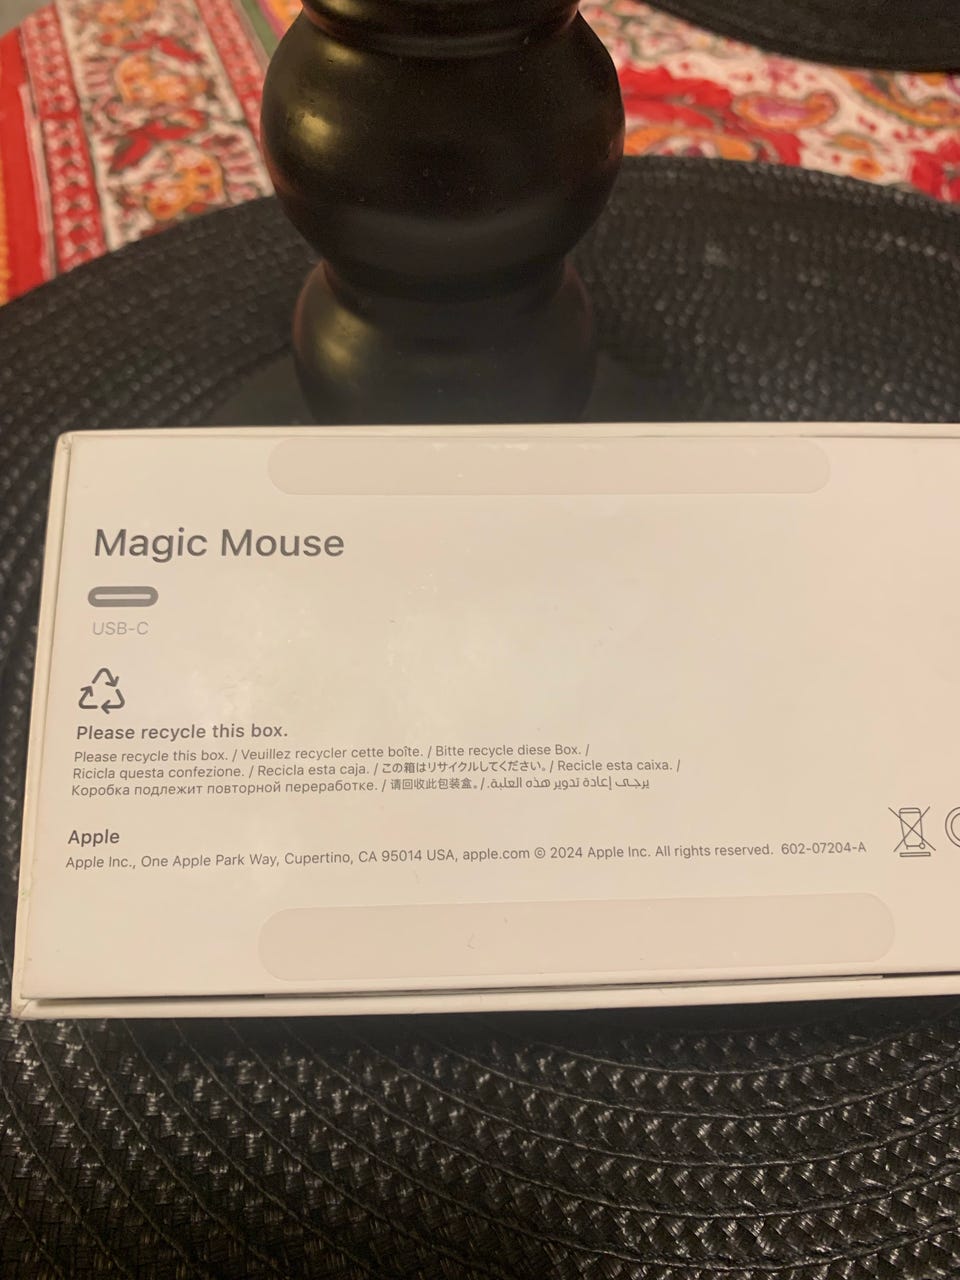 Magic Mouse
USB-C
Please recycle this box.
Please recycle this box. / Veuillez recycler cette boîte. / Bitte recycle diese Box. /
Ricicla questa confezione. / Recicla esta caja. / この箱はリサイクルしてください。/ Recicle esta caixa. /
Коробка подлежит повторной переработке. / 请回收此包装盒。/ يرجى إعادة تدوير هذه العلبة.
Apple
Apple Inc., One Apple Park Way, Cupertino, CA 95014 USA, apple.com © 2024 Apple Inc. All rights reserved. 602-07204-A